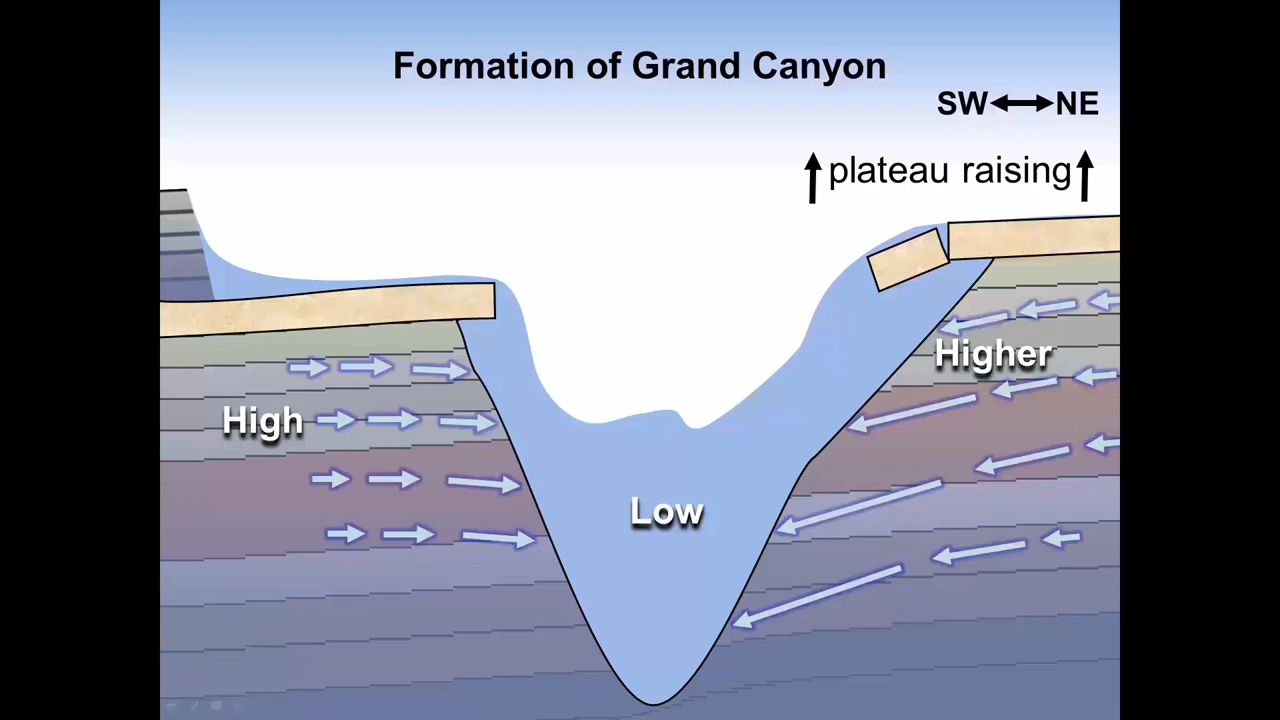 Formation of Grand Canyon
SW NE
plateau raising
Higher
High
Low